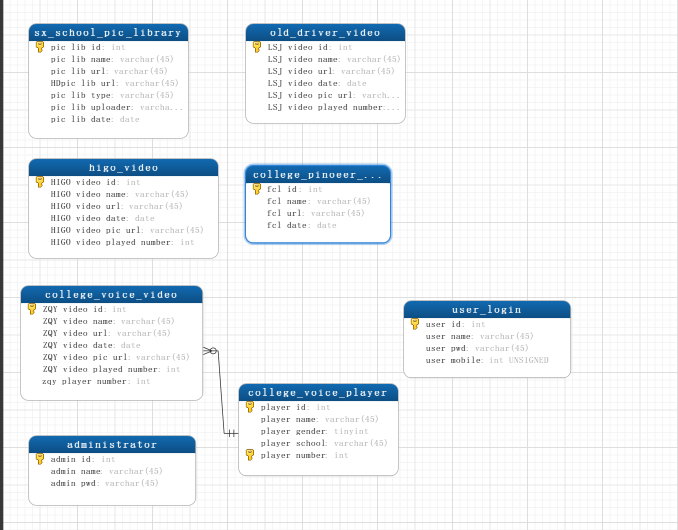 sx_school_pic_library
pic lib id: int
pic lib name: varchar(45)
pic lib url: varchar(45)
HDpic lib url: varchar(45)
pic lib type: varchar(45)
pic lib uploader: varcha...
pic lib date: date
old_driver_video
LSJ video id: int
LSJ video name: varchar(45)
LSJ video url: varchar(45)
LSJ video date: date
LSJ video pic url: varch...
LSJ video played number:...
higo_video
HIGO video id: int
HIGO video name: varchar(45)
HIGO video url: varchar(45)
HIGO video date: date
HIGO video pic url: varchar(45)
HIGO video played number: int
college_pinoeer_...
fcl id: int
fcl name: varchar(45)
fcl url: varchar(45)
fcl date: date
college_voice_video
ZQY video id: int
ZQY video name: varchar(45)
ZQY video url: varchar(45)
ZQY video date: date
ZQY video pic url: varchar(45)
ZQY video played number: int
zqy player number: int
user_login
user id: int
user name: varchar(45)
user pwd: varchar(45)
user mobile: int UNSIGNED
college_voice_player
player id: int
player name: varchar(45)
player gender: tinyint
player school: varchar(45)
player number: int
administrator
admin id: int
admin name: varchar(45)
admin pwd: varchar(45)